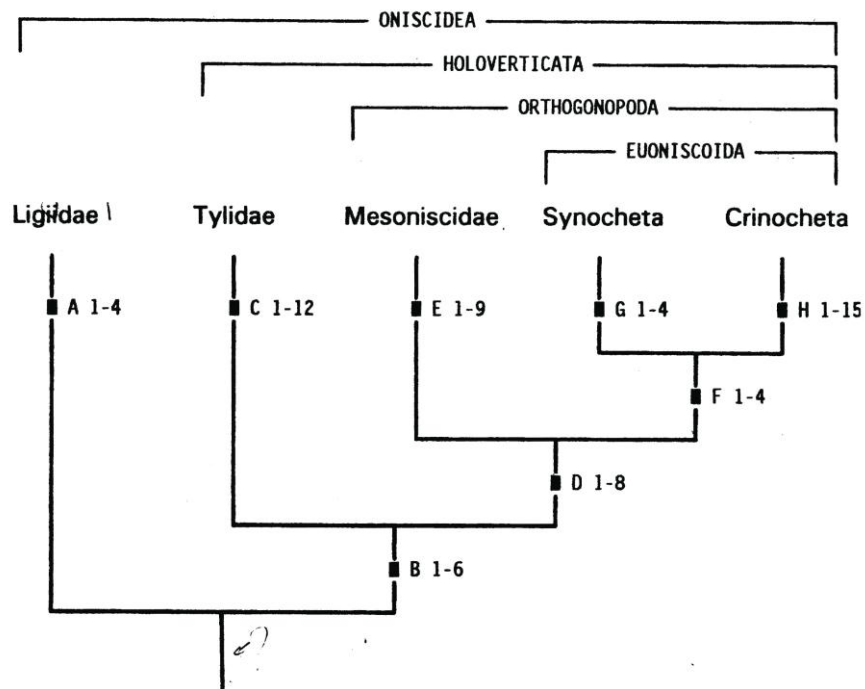 ONISCIDEA
HOLOVERTICATA
ORTHOGONOPODA
EUONISCOIDA
Ligiidae Tylidae Mesoniscidae Synocheta Crinocheta
A 1-4 C 1-12 E 1-9 G 1-4 H 1-15
F 1-4
D 1-8
B 1-6
?